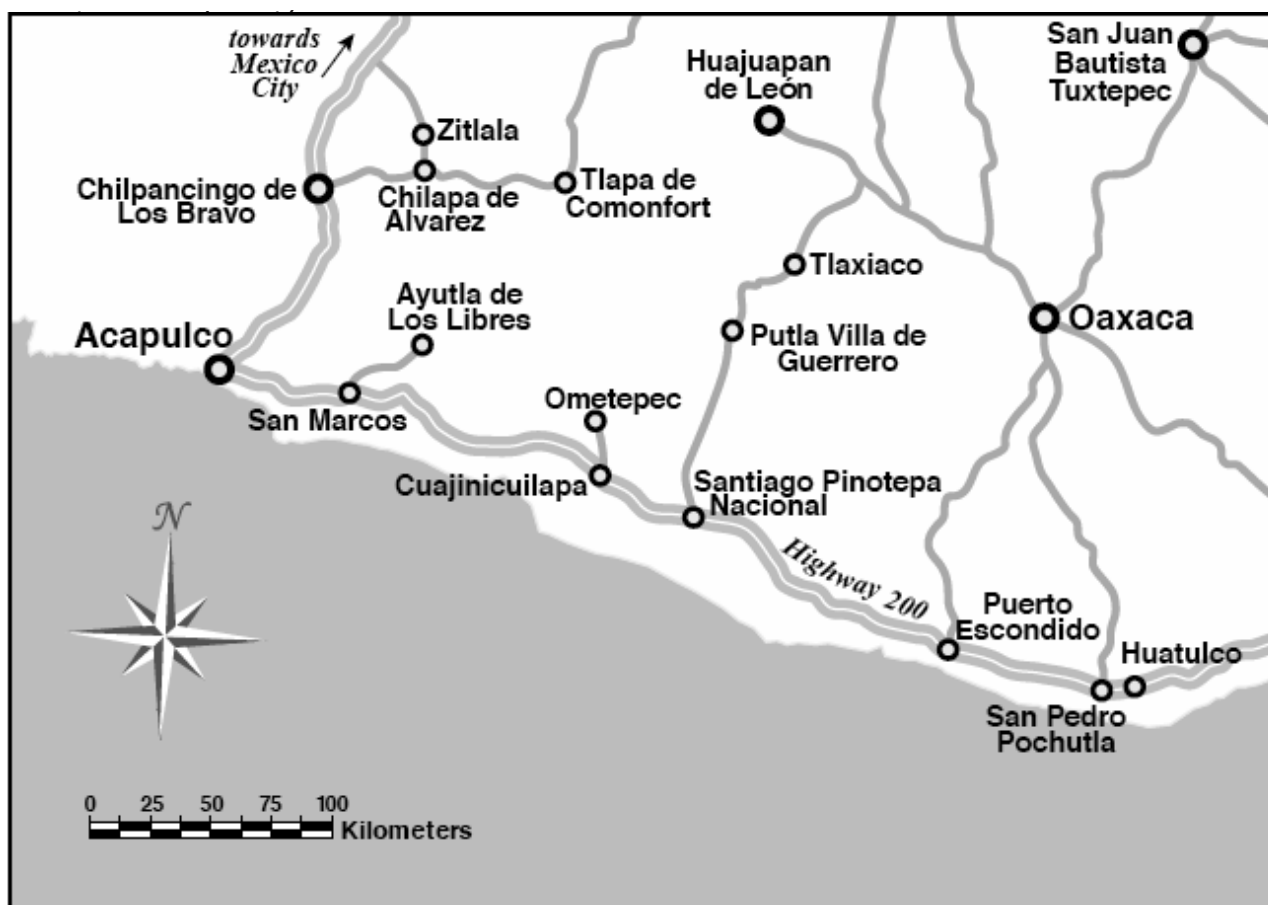 towards
Mexico
City
San Juan
Bautista
Tuxtepec
Huajuapan
de León
Zitlala
Chilpancingo de
Los Bravo
Chilapa de
Alvarez
Tlapa de
Comonfort
Tlaxiaco
Ayutla de
Los Libres
Acapulco
Oaxaca
Putla Villa de
Guerrero
San Marcos
Ometepec
Cuajinicuilapa
Santiago Pinotepa
Nacional
N
Highway 200
Puerto
Escondido
Huatulco
San Pedro
Pochutla
0 25 50 75 100
Kilometers